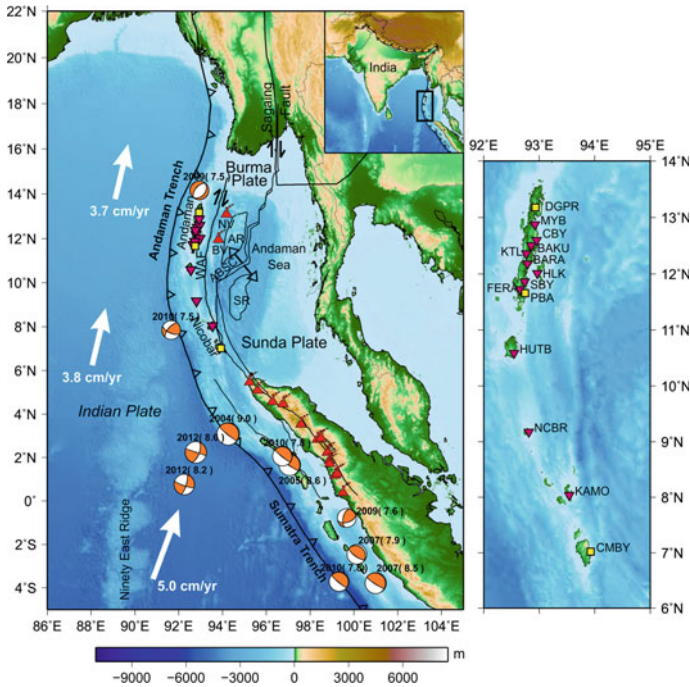 22˚N
20˚N
18˚N
16˚N
14˚N
12˚N
10˚N
8˚N
6˚N
4˚N
2˚N
0˚
2˚S
4˚S
86˚E
88˚E
90˚E
92˚E
94˚E
96˚E
98˚E
100˚E
102˚E
104˚E
India
Sagaing
Fault
Burma
Plate
2009( 7.5 )
3.7 cm/yr
Andaman Trench
Andaman
WAF
NV
AR
BV
ABSC
SR
Andaman
Sea
2010( 7.5 )
Nicobar
Sunda Plate
3.8 cm/yr
Indian Plate
2004( 9.0 )
2012( 8.6 )
2010( 7.8 )
2005( 8.6 )
2012( 8.2 )
2009( 7.6 )
Ninety East Ridge
Sumatra Trench
2007( 7.9 )
5.0 cm/yr
2007( 8.5 )
92˚E
93˚E
94˚E
95˚E
14˚N
13˚N
12˚N
11˚N
10˚N
9˚N
8˚N
7˚N
6˚N
DGPR
MYB
CBY
KTL
BAKU
BARA
HLK
FERA
SBY
PBA
HUTB
NCBR
KAMO
CMBY
−9000
−6000
−3000
0
3000
6000
m